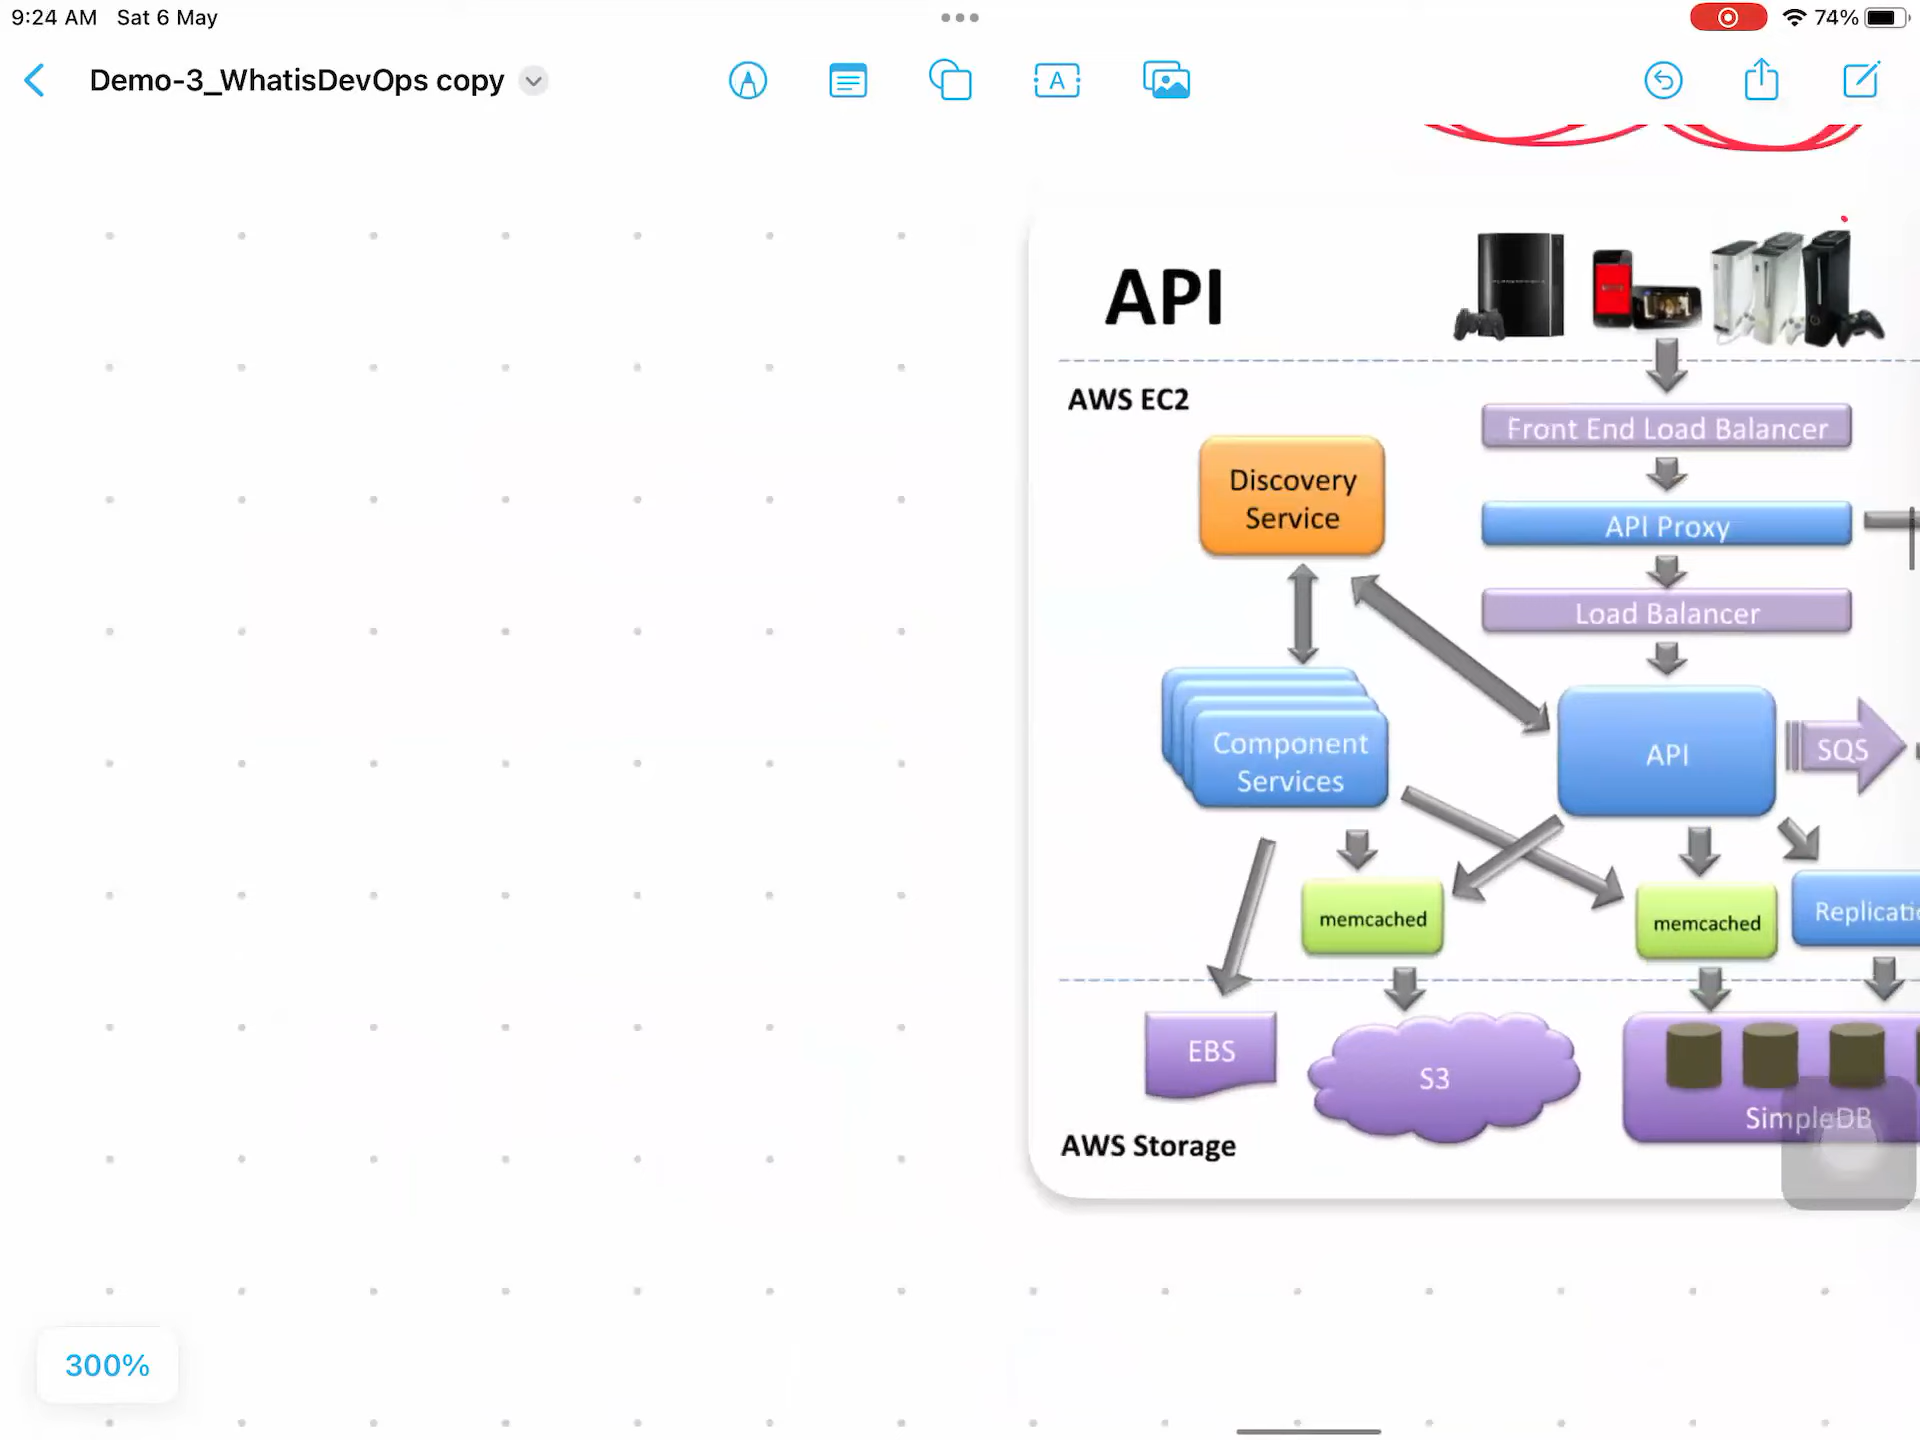 9:24 AM Sat 6 May
74%
Demo-3_WhatisDevOps copy
A
API
AWS EC2
Front End Load Balancer
Discovery
Service
API Proxy
Load Balancer
Component
Services
API
SQS
memcached
memcached
Replicatio
EBS
S3
SimpleDB
AWS Storage
300%